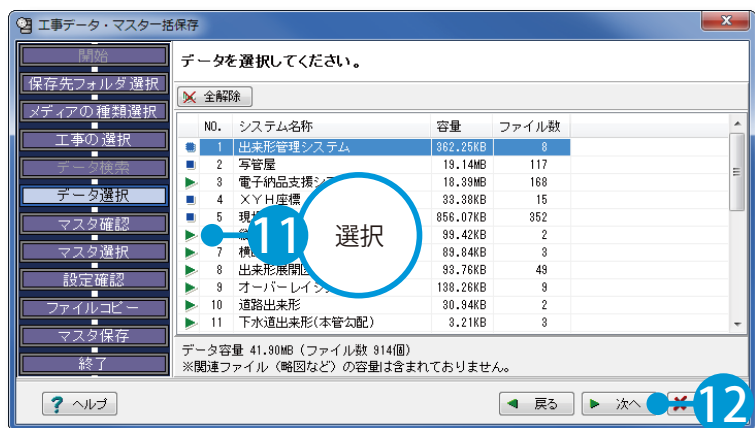 工事データ・マスター括保存
開始
保存先フォルダ選択
メディアの種類選択
工事の選択
データ検索
データ選択
マスタ確認
マスタ選択
設定確認
ファイルコピー
マスタ保存
終了
データを選択してください。
全解除
NO. システム名称 容量 ファイル数
1 出来形管理システム 362.25KB 8
2 写管屋 19.14MB 117
3 電子納品支援シ 18.39MB 168
4 XYH座標 33.38KB 15
5 現 856.07KB 352
99.42KB 2
7 横 89.84KB 3
8 出来形展開図 93.76KB 49
9 オーバーレイ 138.26KB 9
10 道路出来形 30.94KB 2
11 下水道出来形(本管勾配) 3.21KB 3
11 選択
データ容量 41.90MB (ファイル数 914個)
※関連ファイル（略図など）の容量は含まれておりません。
ヘルプ
戻る
次へ
12